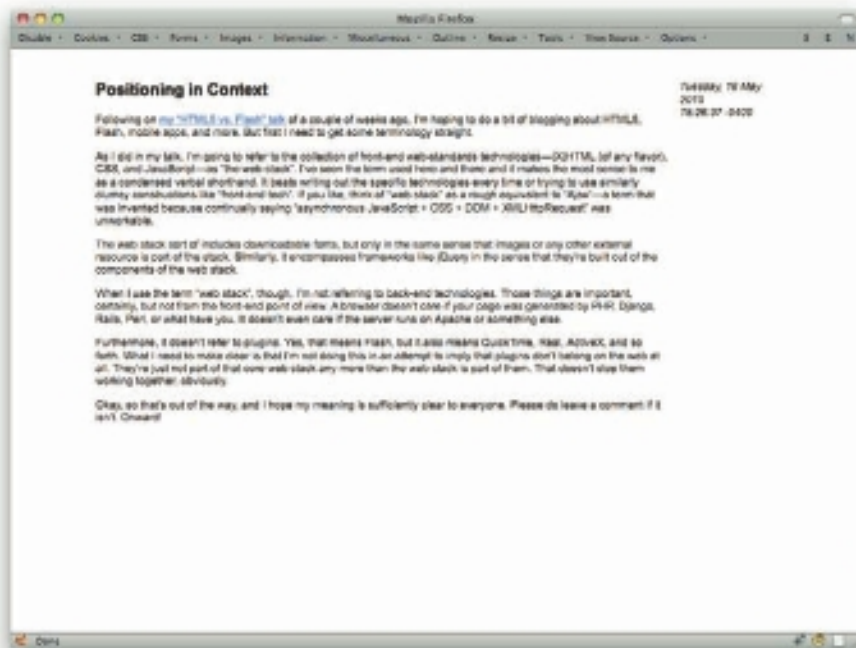 Mozilla Firefox
Disable Cookies CSS Forms Images Information Miscellaneous Outline Resize Tools View Source Options
Positioning in Context
Tuesday, 18 May
2010
Following on my "HTML5 vs. Flash" talk of a couple of weeks ago, I'm hoping to do a bit of blogging about HTML5,
Flash, mobile apps, and more. But first I need to get some terminology straight.
As I did in my talk, I'm going to refer to the collection of front-end web-standards technologies—(X)HTML (of any flavor),
CSS, and JavaScript—as "the web stack". I've seen the term used here and there and it makes the most sense to me
as a condensed verbal shorthand. It beats writing out the specific technologies every time or trying to use similarly
clumsy constructions like "front-end tech". If you like, think of "web stack" as a rough equivalent to "Ajax"—a term that
was invented because continually saying "asynchronous JavaScript + CSS + DOM + XMLHttpRequest" was
unworkable.
The web stack sort of includes downloadable fonts, but only in the same sense that images or any other external
resource is part of the stack. Similarly, it encompasses frameworks like jQuery in the sense that they're built out of the
components of the web stack.
When I use the term "web stack", though, I'm not referring to back-end technologies. Those things are important,
certainly, but not from the front-end point of view. A browser doesn't care if your page was generated by PHP, Django,
Rails, Perl, or what have you. It doesn't even care if the server runs on Apache or something else.
Furthermore, it doesn't refer to plugins. Yes, that means Flash, but it also means QuickTime, Real, ActiveX, and so
forth. What I need to make clear is that I'm not doing this in an attempt to imply that plugins don't belong on the web at
all. They're just not part of that core web stack any more than the web stack is part of them. That doesn't stop them
working together, obviously.
Okay, so that's out of the way, and I hope my meaning is sufficiently clear to everyone. Please do leave a comment if it
isn't. Onward!
Done